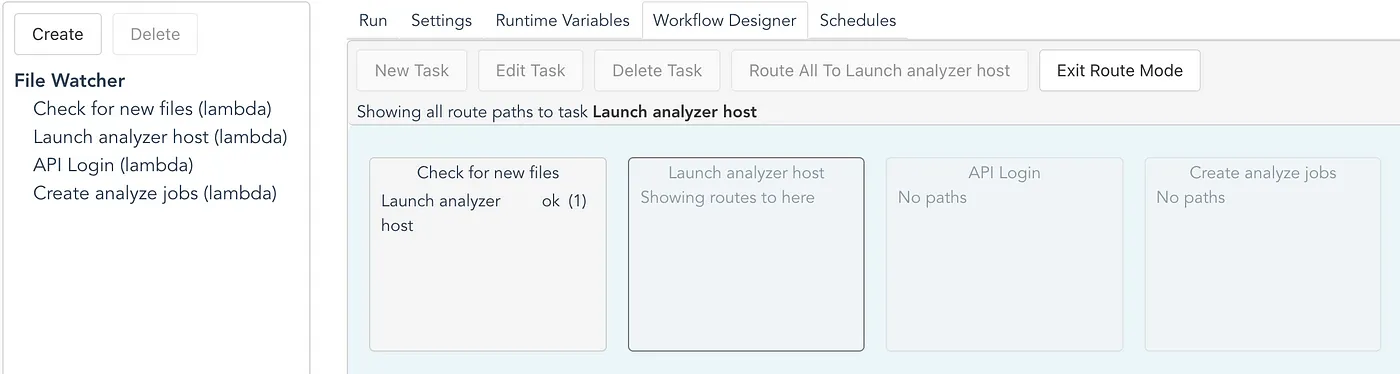 Create Delete
File Watcher
Check for new files (lambda)
Launch analyzer host (lambda)
API Login (lambda)
Create analyze jobs (lambda)
Run Settings Runtime Variables Workflow Designer Schedules
New Task Edit Task Delete Task Route All To Launch analyzer host Exit Route Mode
Showing all route paths to task Launch analyzer host
Check for new files
Launch analyzer ok (1)
host
Launch analyzer host
Showing routes to here
API Login
No paths
Create analyze jobs
No paths